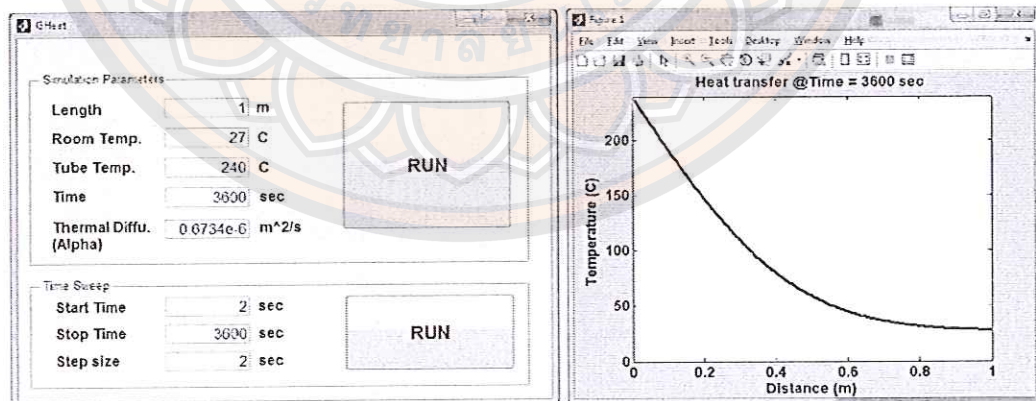 GHeat
Simulation Parameters
Length 1 m
Room Temp. 27 C
Tube Temp. 240 C
Time 3600 sec
Thermal Diffu. (Alpha) 0.6734e-6 m^2/s
RUN
Time Sweep
Start Time 2 sec
Stop Time 3600 sec
Step size 2 sec
RUN
Figure 1
File Edit View Insert Tools Desktop Window Help
Heat transfer @Time = 3600 sec
Temperature (C)
200
150
100
50
0
0 0.2 0.4 0.6 0.8 1
Distance (m)